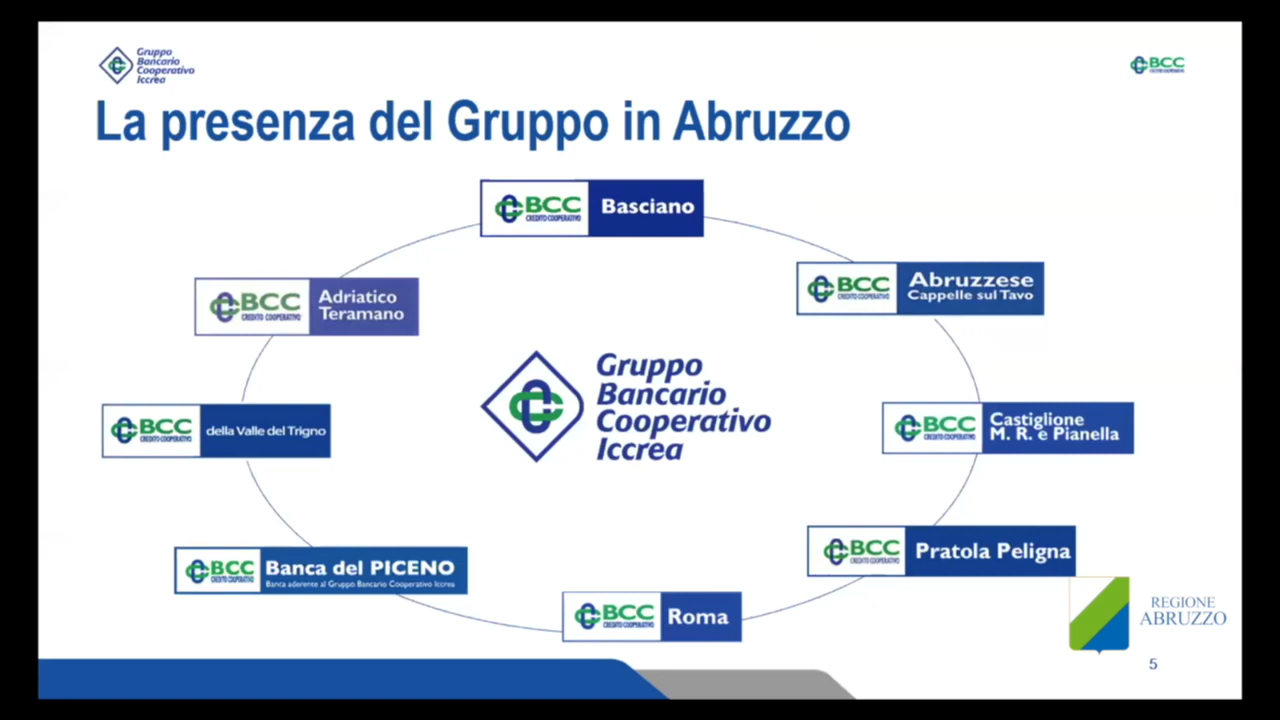 Gruppo
Bancario
Cooperativo
Iccrea
BCC
CREDITO COOPERATIVO
La presenza del Gruppo in Abruzzo
BCC
CREDITO COOPERATIVO
Basciano
BCC
CREDITO COOPERATIVO
Abruzzese
Cappelle sul Tavo
BCC
CREDITO COOPERATIVO
Adriatico
Teramano
Gruppo
Bancario
Cooperativo
Iccrea
BCC
CREDITO COOPERATIVO
della Valle del Trigno
BCC
CREDITO COOPERATIVO
Castiglione
M. R. e Pianella
BCC
CREDITO COOPERATIVO
Pratola Peligna
BCC
CREDITO COOPERATIVO
Banca del PICENO
Banca aderente al Gruppo Bancario Cooperativo Iccrea
BCC
CREDITO COOPERATIVO
Roma
REGIONE
ABRUZZO
5